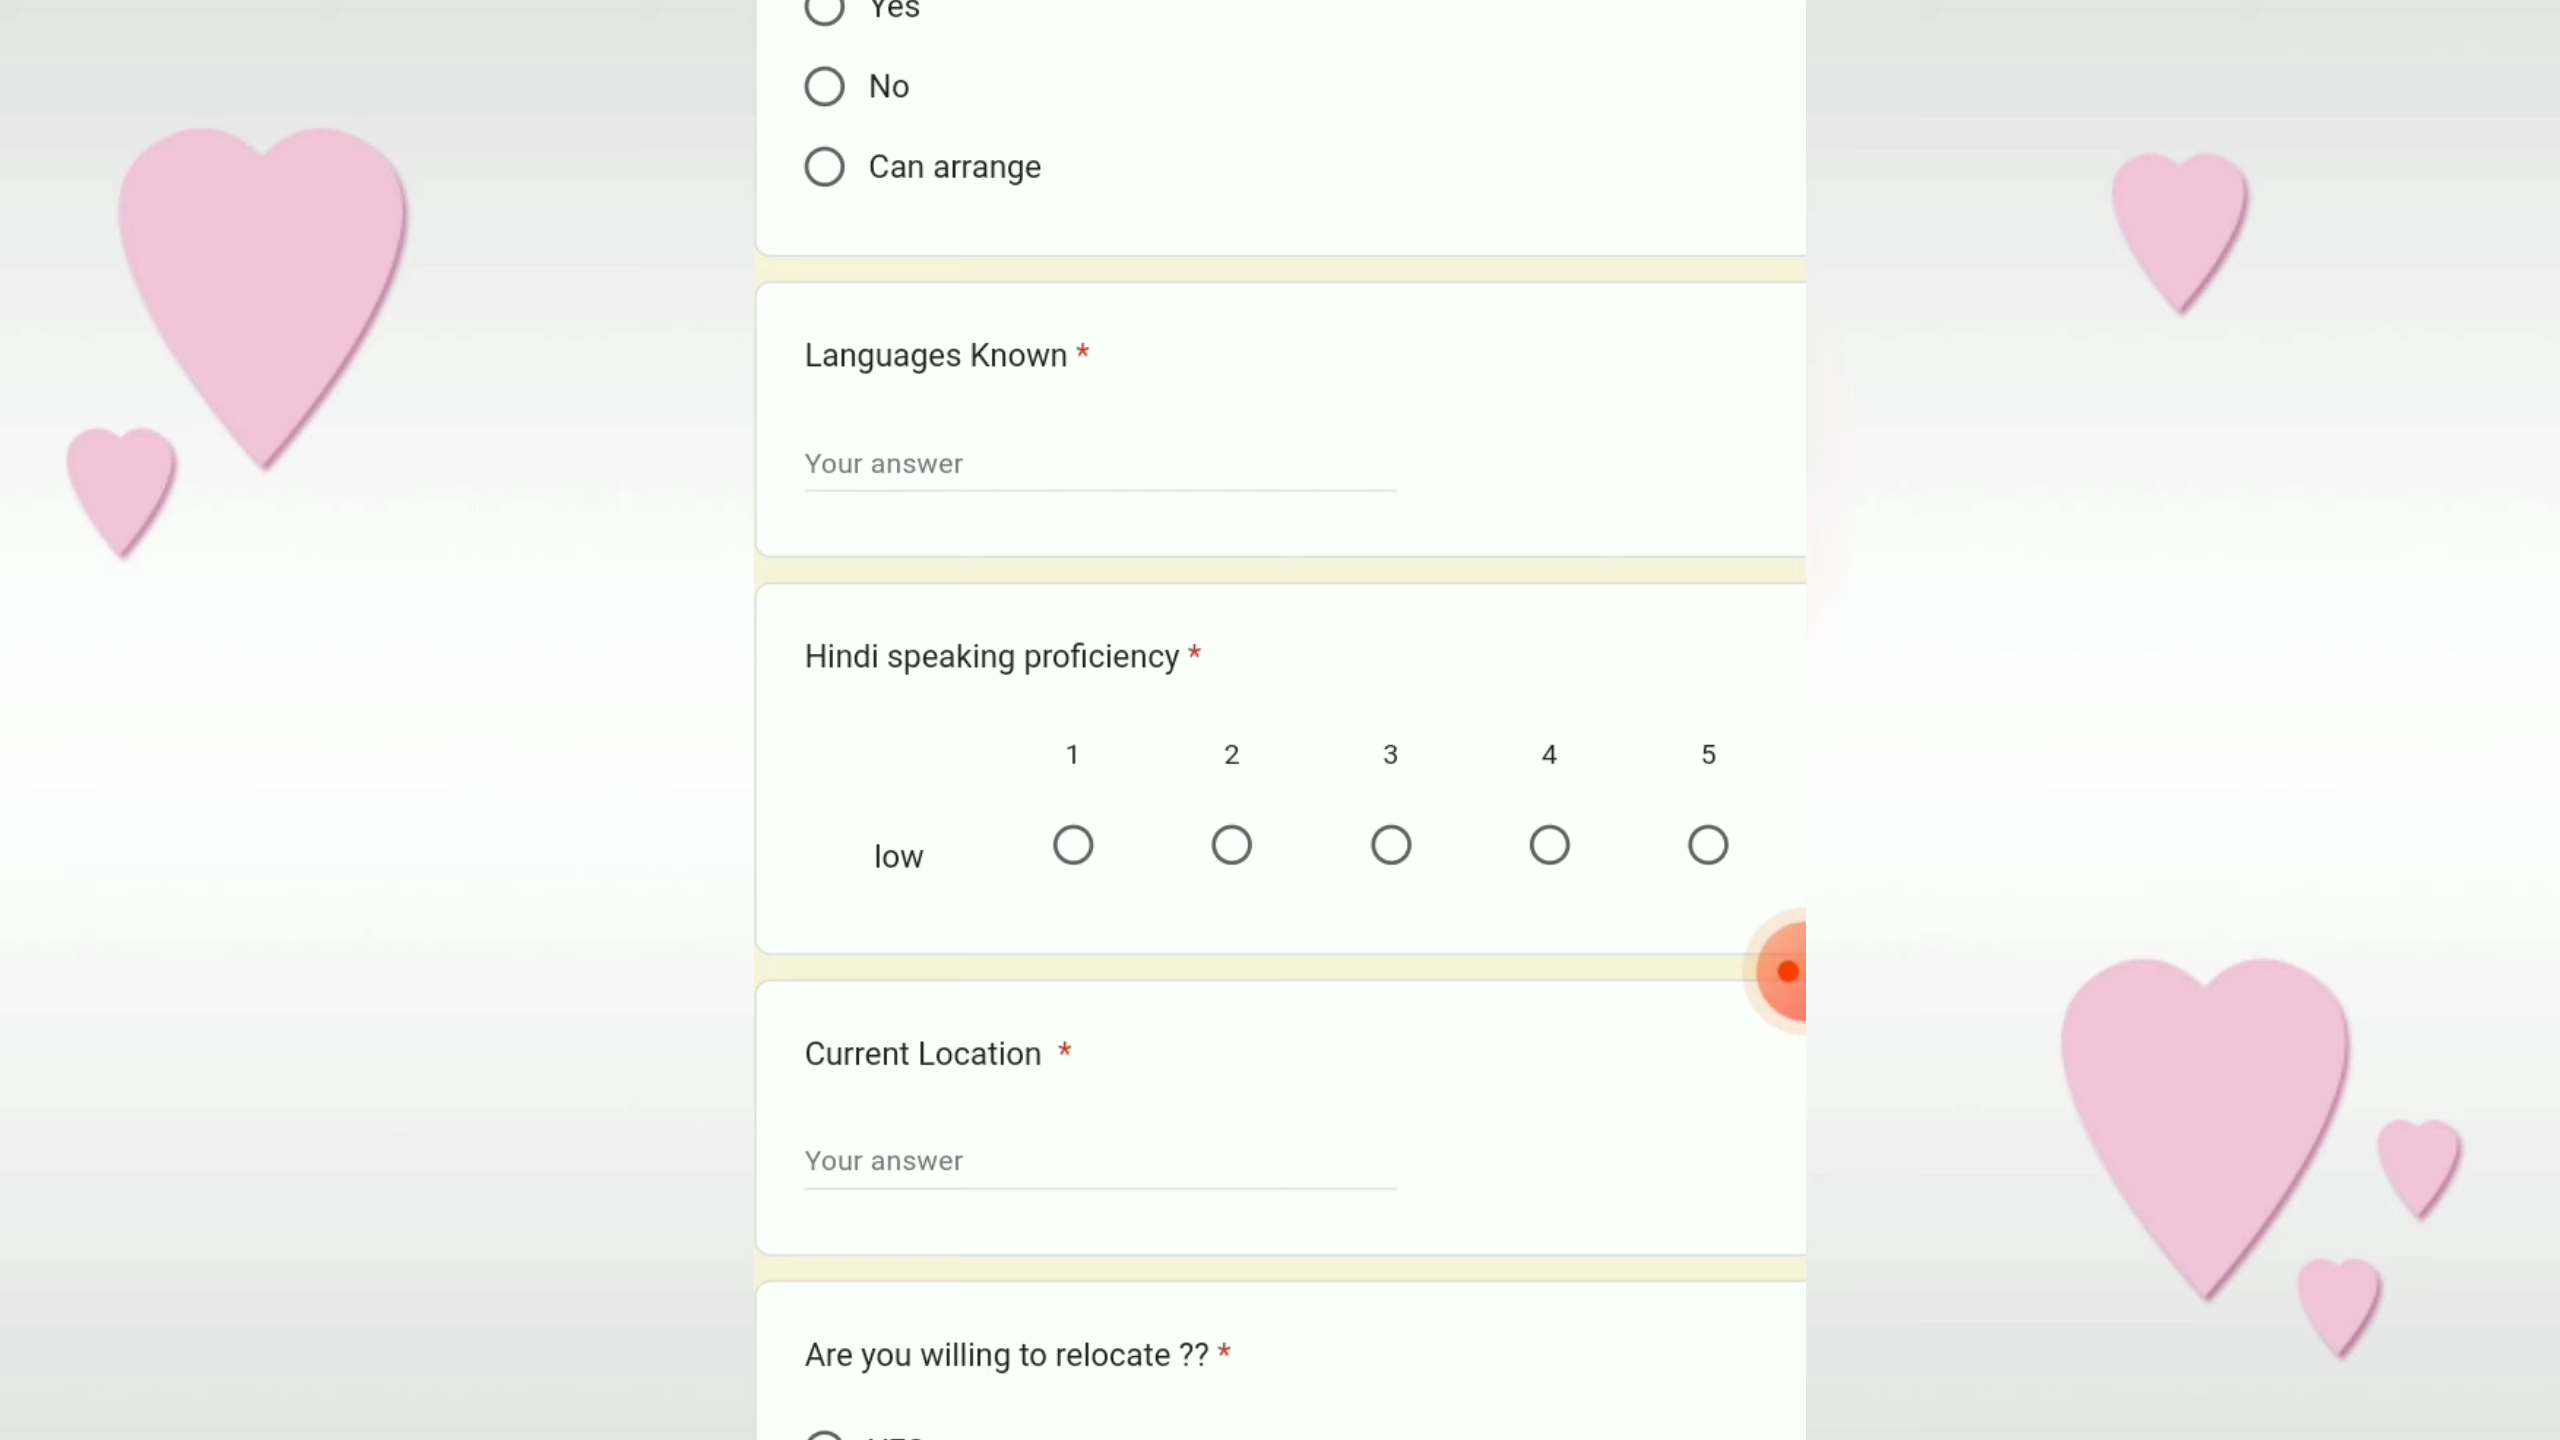 Yes
No
Can arrange
Languages Known *
Your answer
Hindi speaking proficiency *
1 2 3 4 5
low
Current Location *
Your answer
Are you willing to relocate ?? *